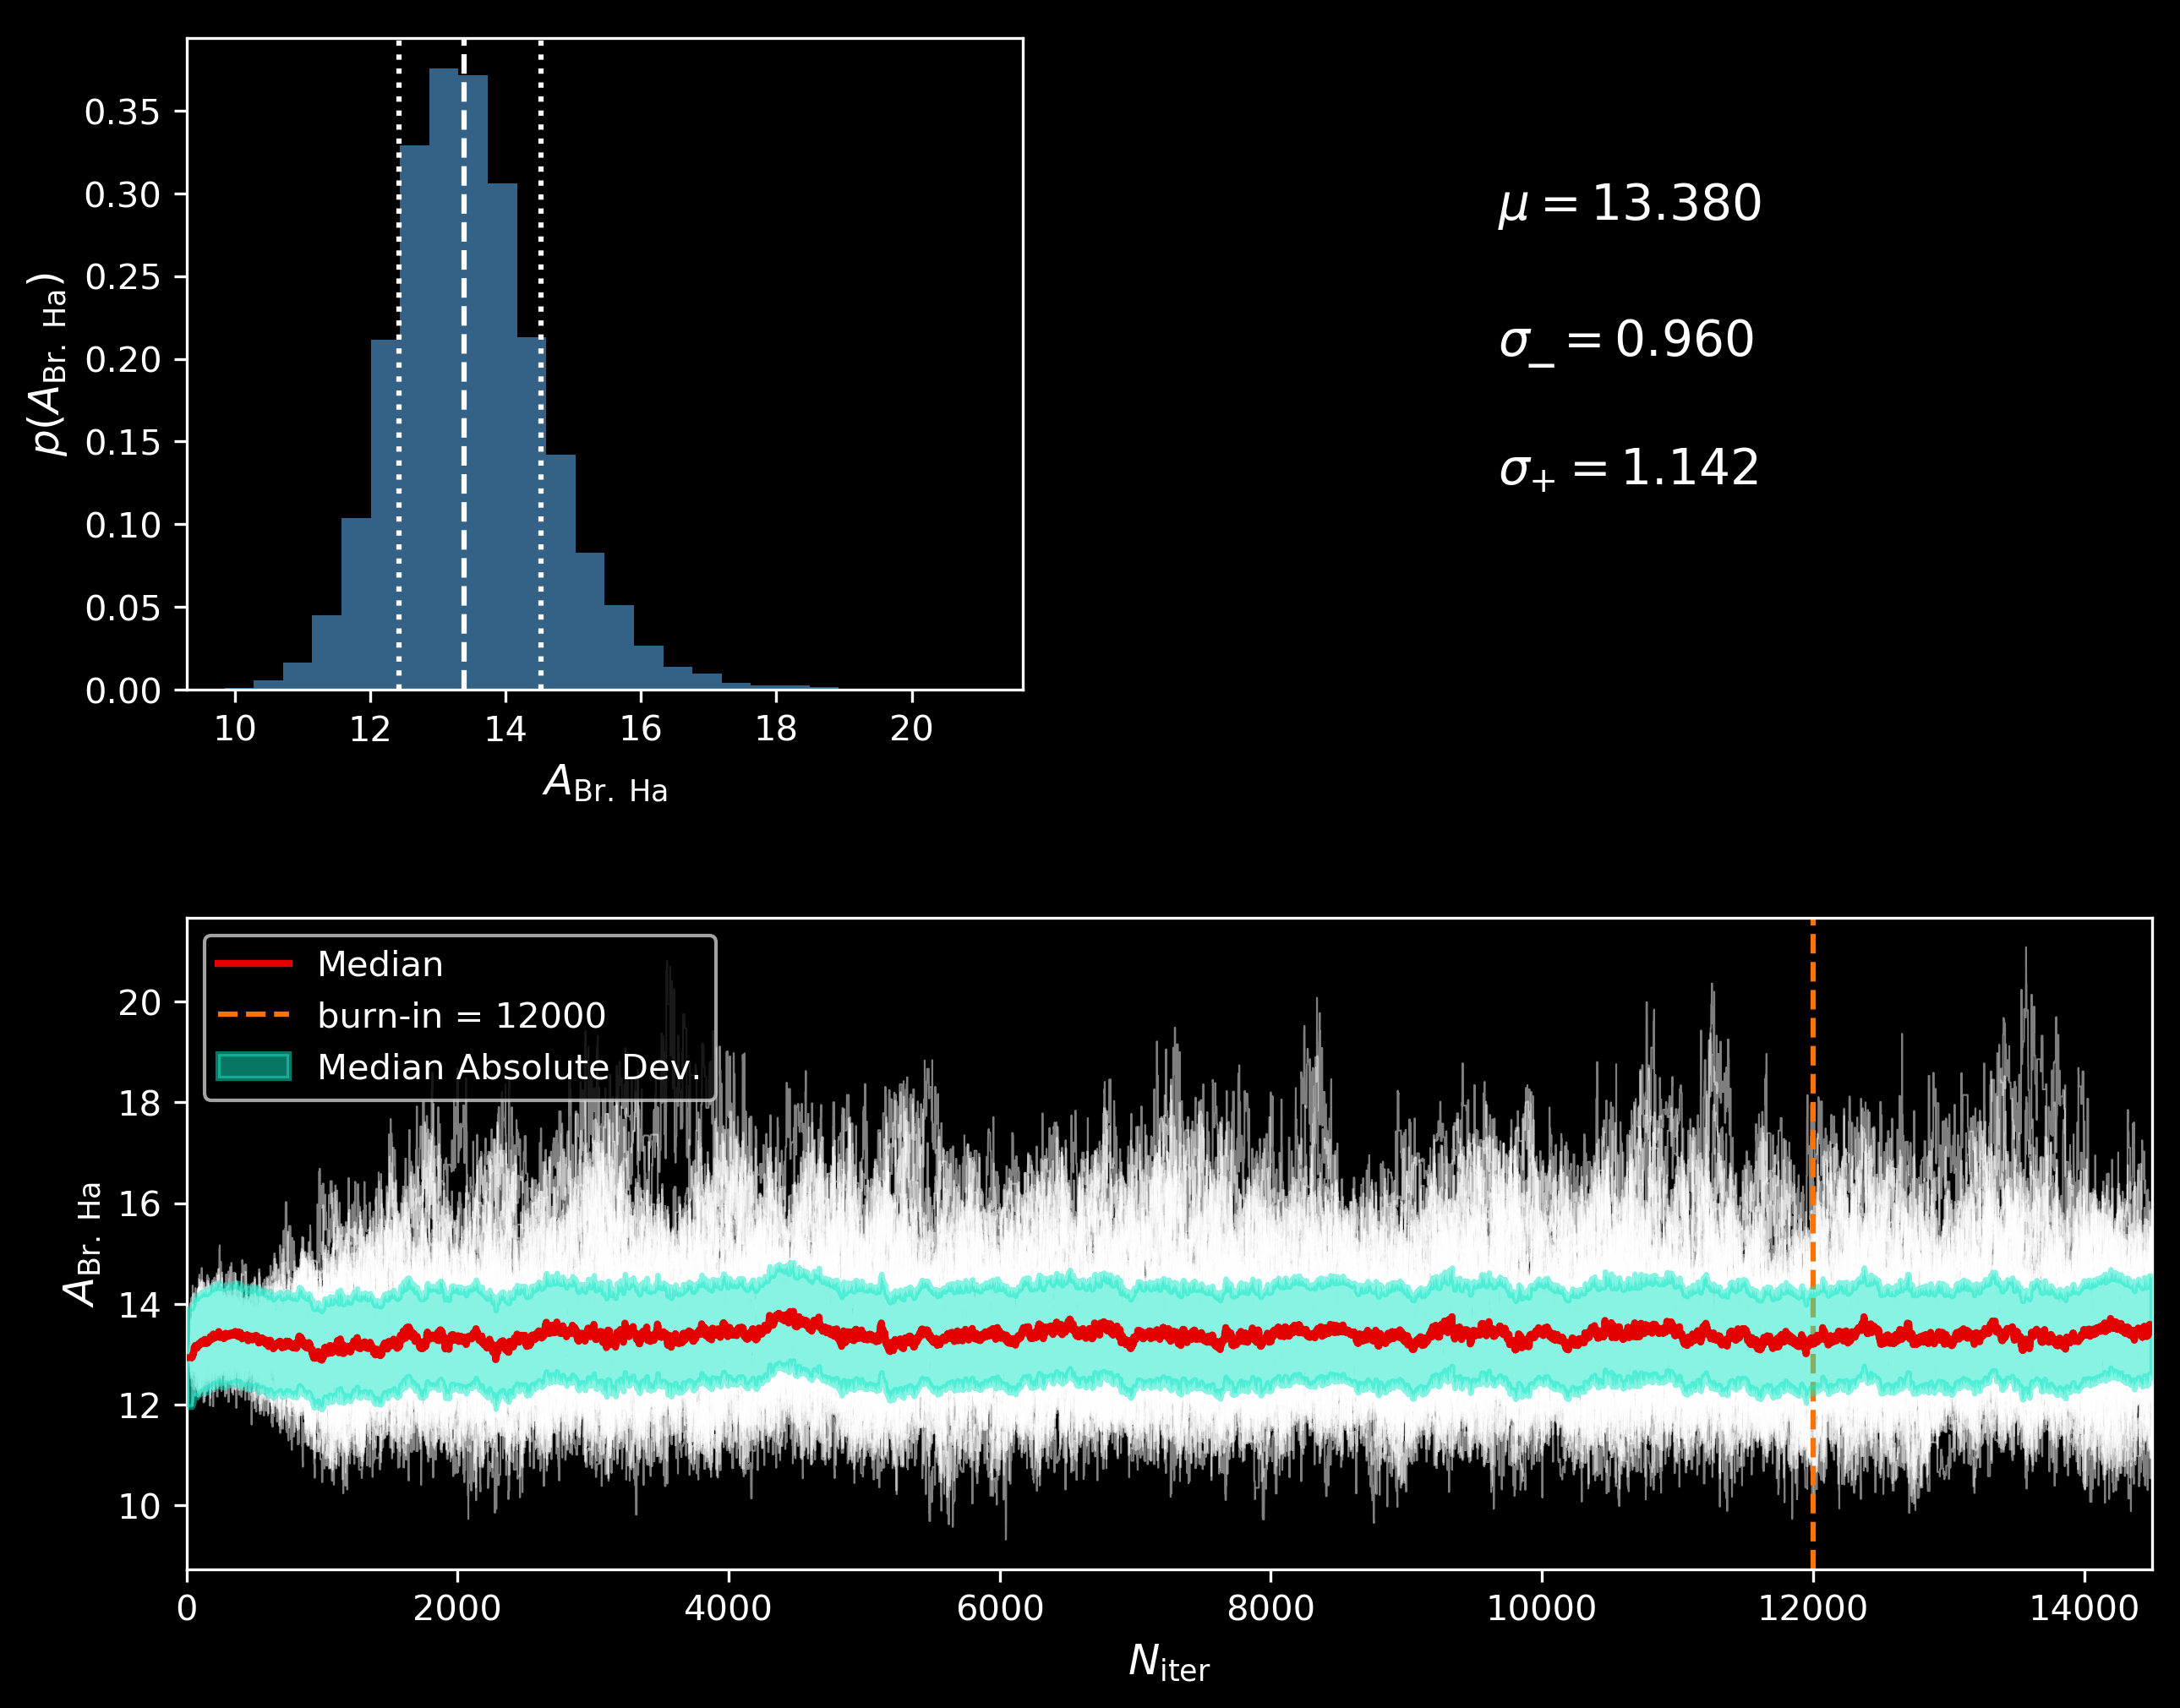 0.35
0.30
0.25
0.20
0.15
0.10
0.05
0.00
p(A_Br. Ha)
10 12 14 16 18 20
A_Br. Ha
μ = 13.380
σ_− = 0.960
σ_+ = 1.142
Median
burn-in = 12000
Median Absolute Dev.
20
18
16
14
12
10
A_Br. Ha
0 2000 4000 6000 8000 10000 12000 14000
N_iter